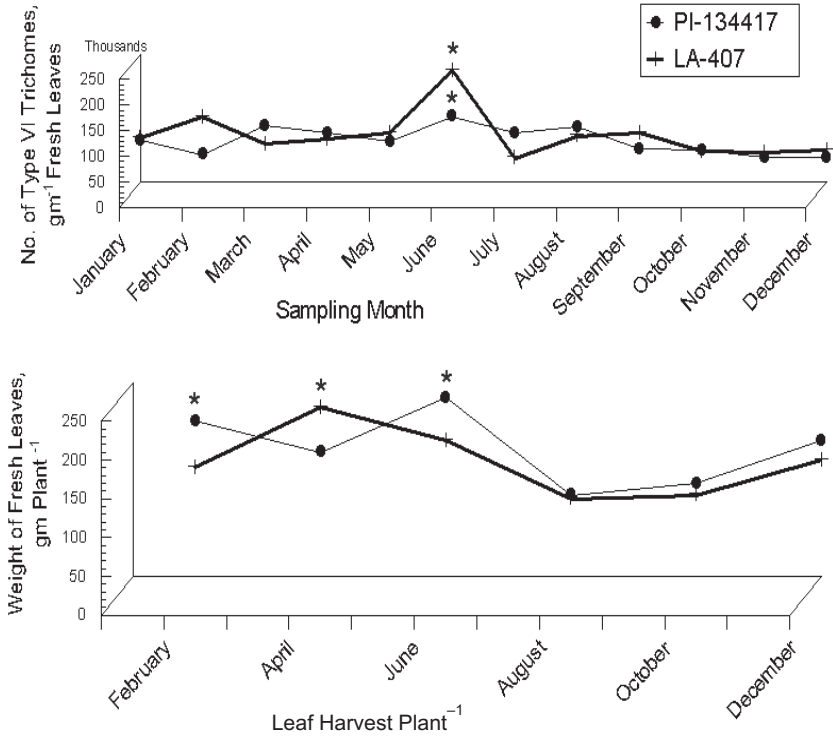 PI-134417
LA-407
Thousands
No. of Type VI Trichomes,
gm-1 Fresh Leaves
250
200
150
100
50
0
*
*
January
February
March
April
May
June
July
August
September
October
November
December
Sampling Month
Weight of Fresh Leaves,
gm Plant -1
250
200
150
100
50
0
*
*
*
February
April
June
August
October
December
Leaf Harvest Plant–1